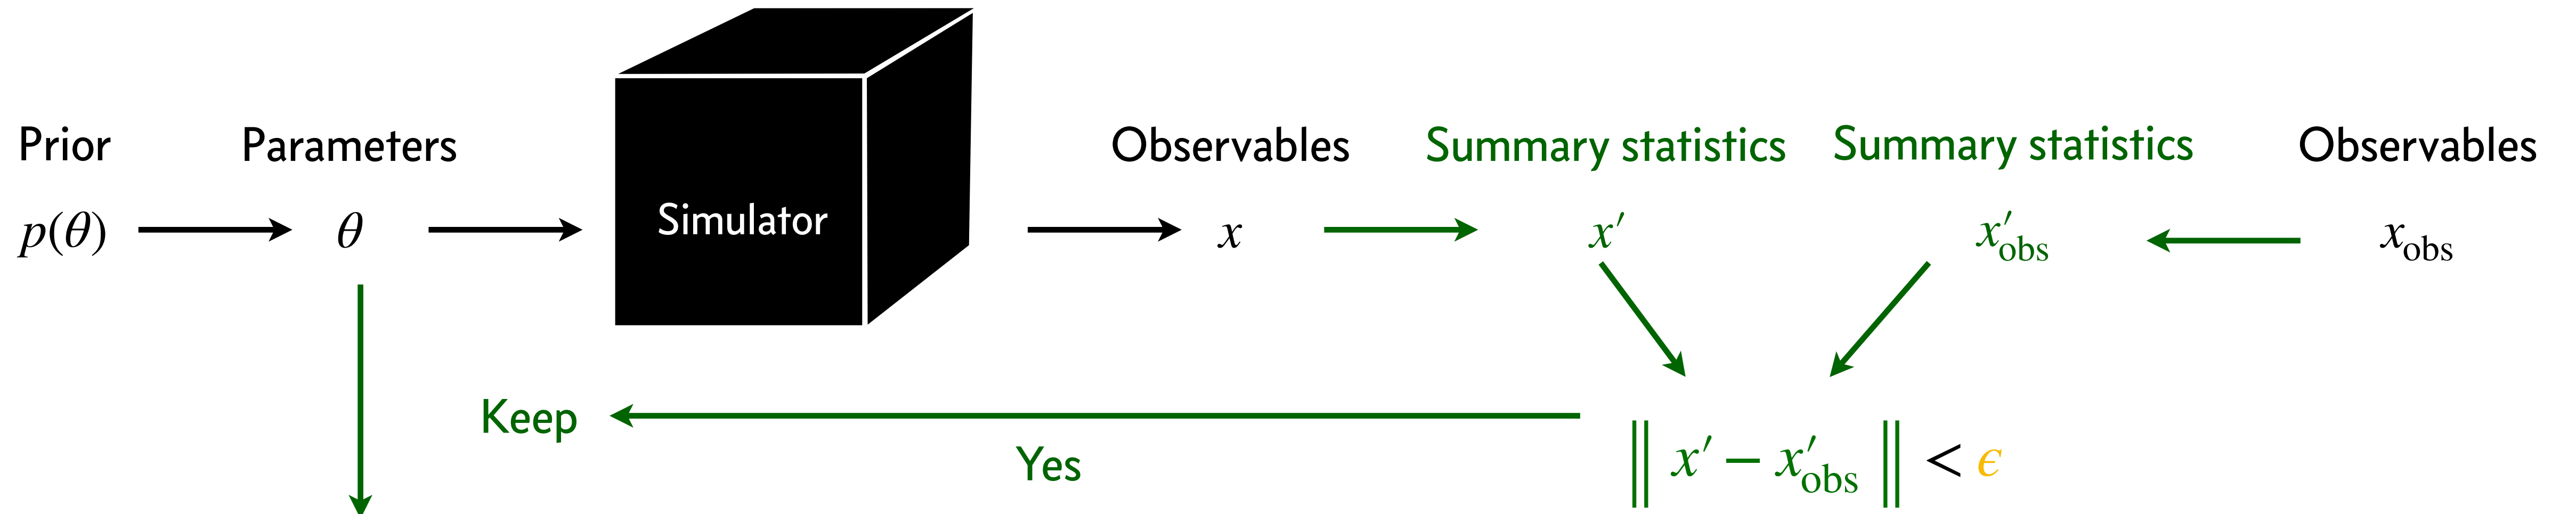 Prior Parameters Observables Summary statistics Summary statistics Observables
p(θ) θ Simulator x x′ x′obs xobs
Keep
Yes
‖ x′ − x′obs ‖ < ϵ